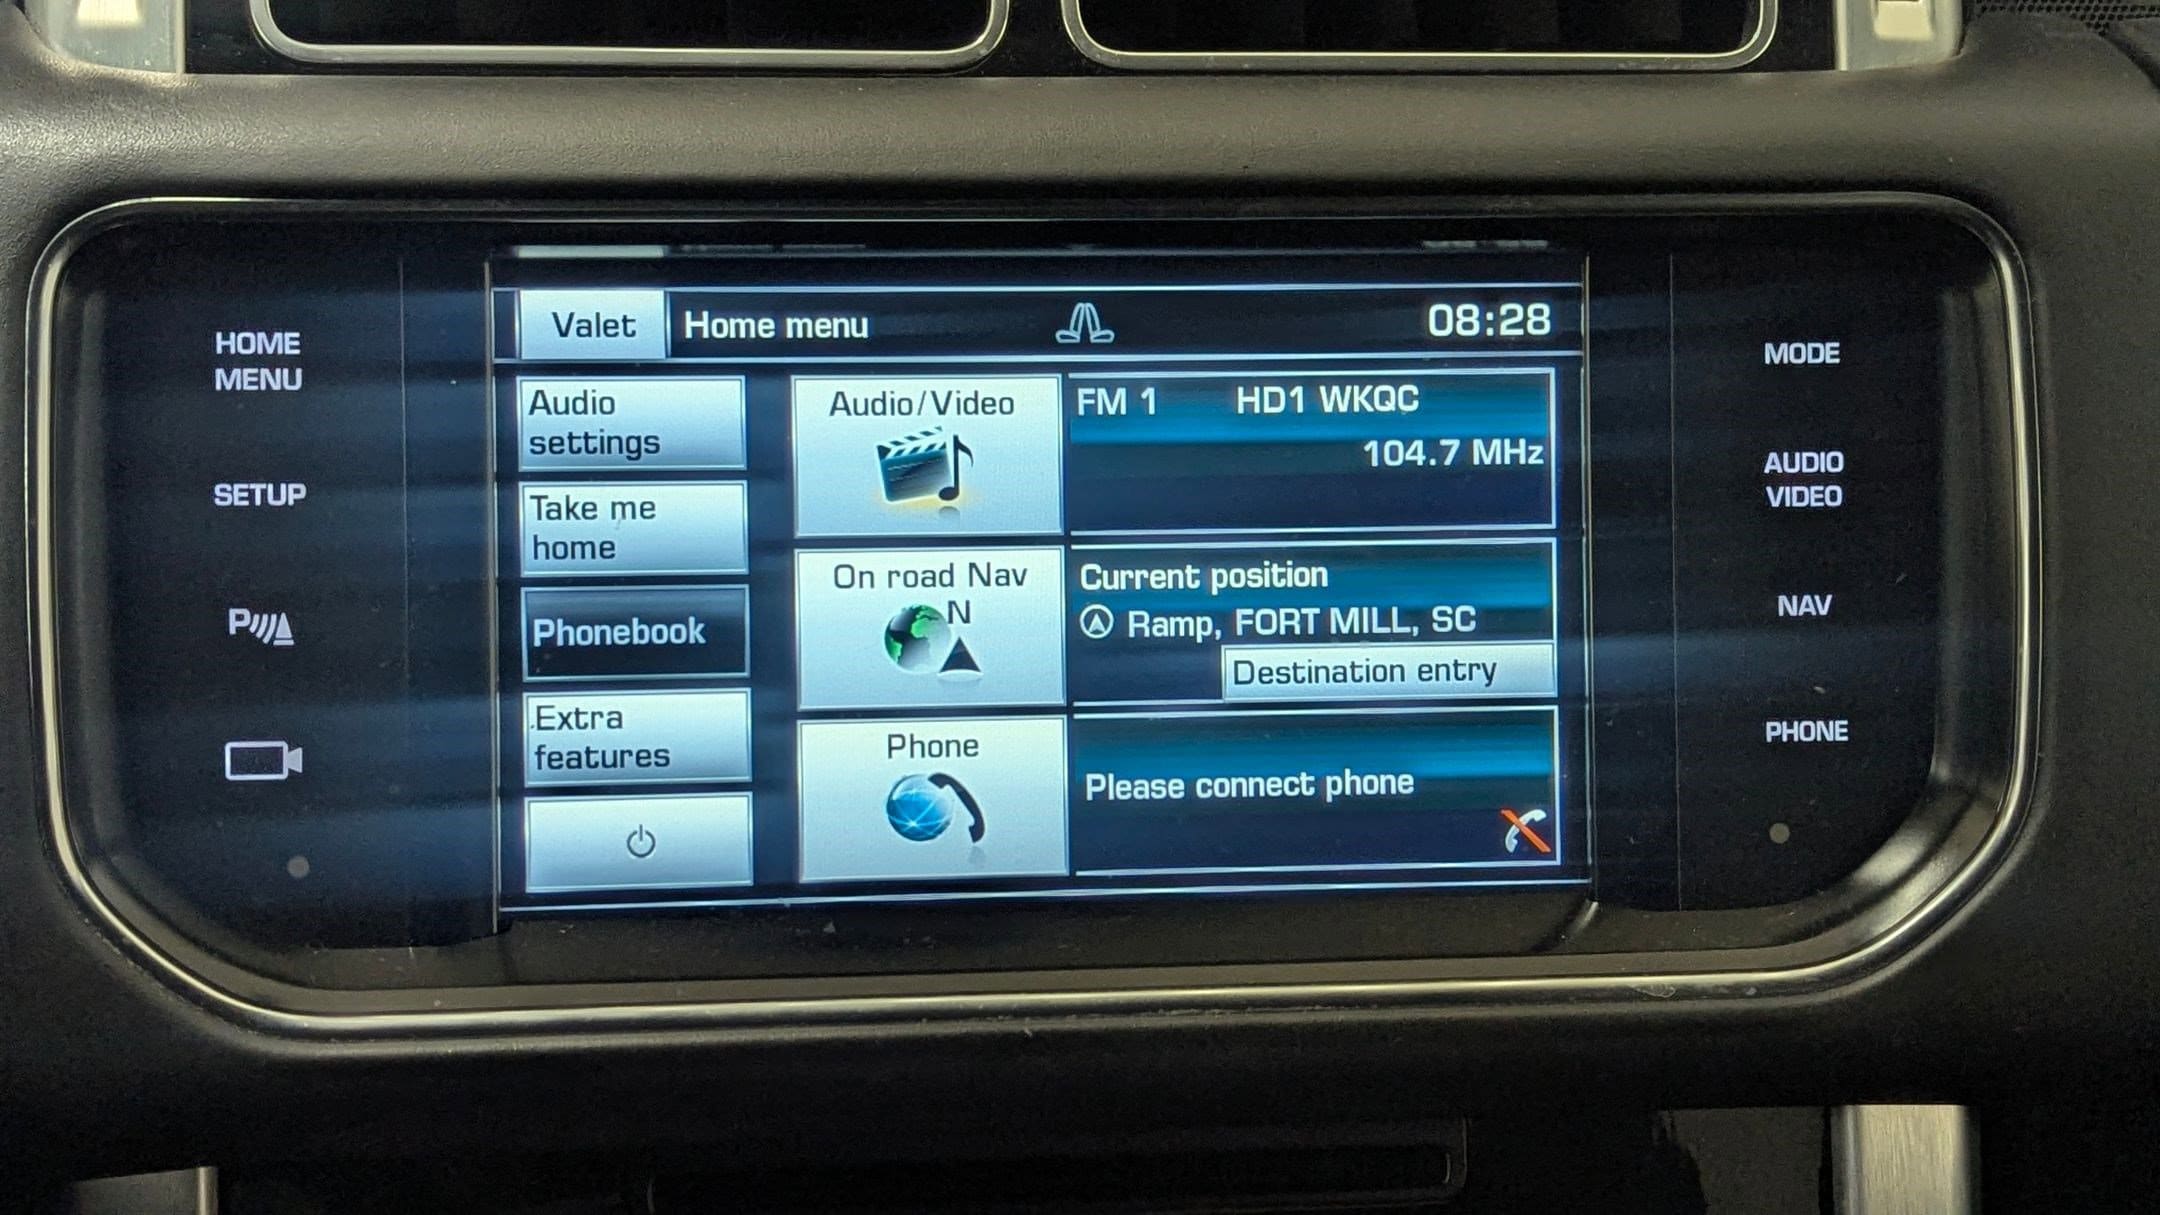 HOME
MENU
SETUP
P
Valet
Home menu
08:28
Audio
settings
Take me
home
Phonebook
Extra
features
Audio/Video
FM 1 HD1 WKQC
104.7 MHz
On road Nav
N
Current position
Ramp, FORT MILL, SC
Destination entry
Phone
Please connect phone
MODE
AUDIO
VIDEO
NAV
PHONE